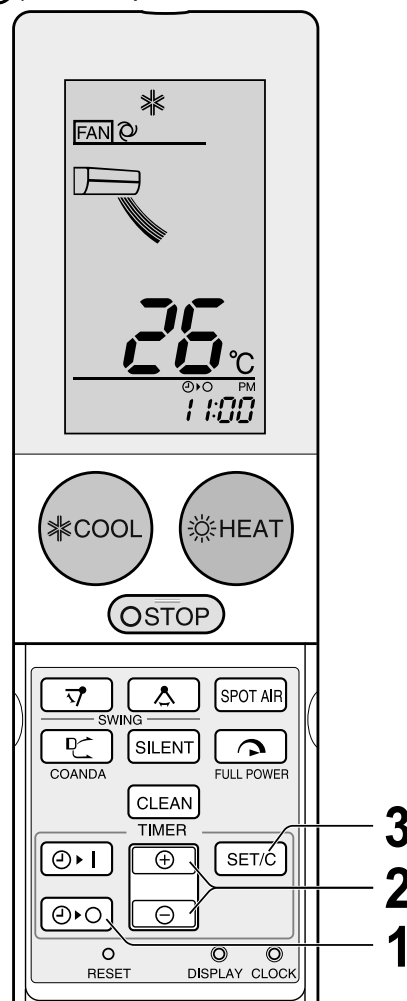 FAN
26 °C
PM
11:00
COOL HEAT
STOP
SPOT AIR
SWING
SILENT
COANDA FULL POWER
CLEAN
TIMER
SET/C
3
2
1
RESET DISPLAY CLOCK